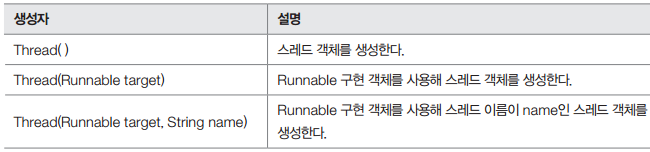 생성자 설명
Thread( ) 스레드 객체를 생성한다.
Thread(Runnable target) Runnable 구현 객체를 사용해 스레드 객체를 생성한다.
Thread(Runnable target, String name) Runnable 구현 객체를 사용해 스레드 이름이 name인 스레드 객체를
생성한다.